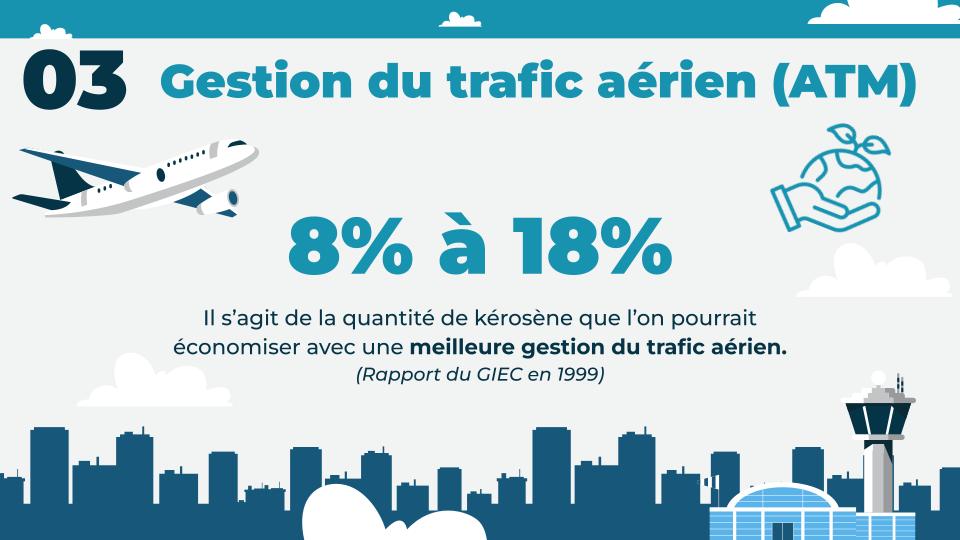 03 Gestion du trafic aérien (ATM)
8% à 18%
Il s’agit de la quantité de kérosène que l’on pourrait
économiser avec une meilleure gestion du trafic aérien.
(Rapport du GIEC en 1999)